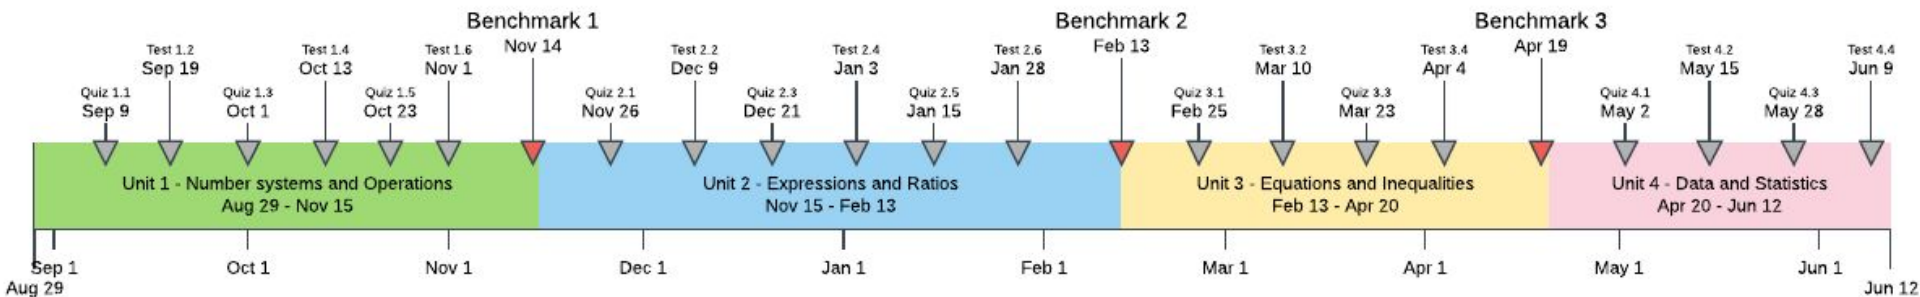 Benchmark 1
Nov 14
Benchmark 2
Feb 13
Benchmark 3
Apr 19
Test 1.2
Sep 19
Test 1.4
Oct 13
Test 1.6
Nov 1
Test 2.2
Dec 9
Test 2.4
Jan 3
Test 2.6
Jan 28
Test 3.2
Mar 10
Test 3.4
Apr 4
Test 4.2
May 15
Test 4.4
Jun 9
Quiz 1.1
Sep 9
Quiz 1.3
Oct 1
Quiz 1.5
Oct 23
Quiz 2.1
Nov 26
Quiz 2.3
Dec 21
Quiz 2.5
Jan 15
Quiz 3.1
Feb 25
Quiz 3.3
Mar 23
Quiz 4.1
May 2
Quiz 4.3
May 28
Unit 1 - Number systems and Operations
Aug 29 - Nov 15
Unit 2 - Expressions and Ratios
Nov 15 - Feb 13
Unit 3 - Equations and Inequalities
Feb 13 - Apr 20
Unit 4 - Data and Statistics
Apr 20 - Jun 12
Sep 1
Oct 1
Nov 1
Dec 1
Jan 1
Feb 1
Mar 1
Apr 1
May 1
Jun 1
Aug 29
Jun 12